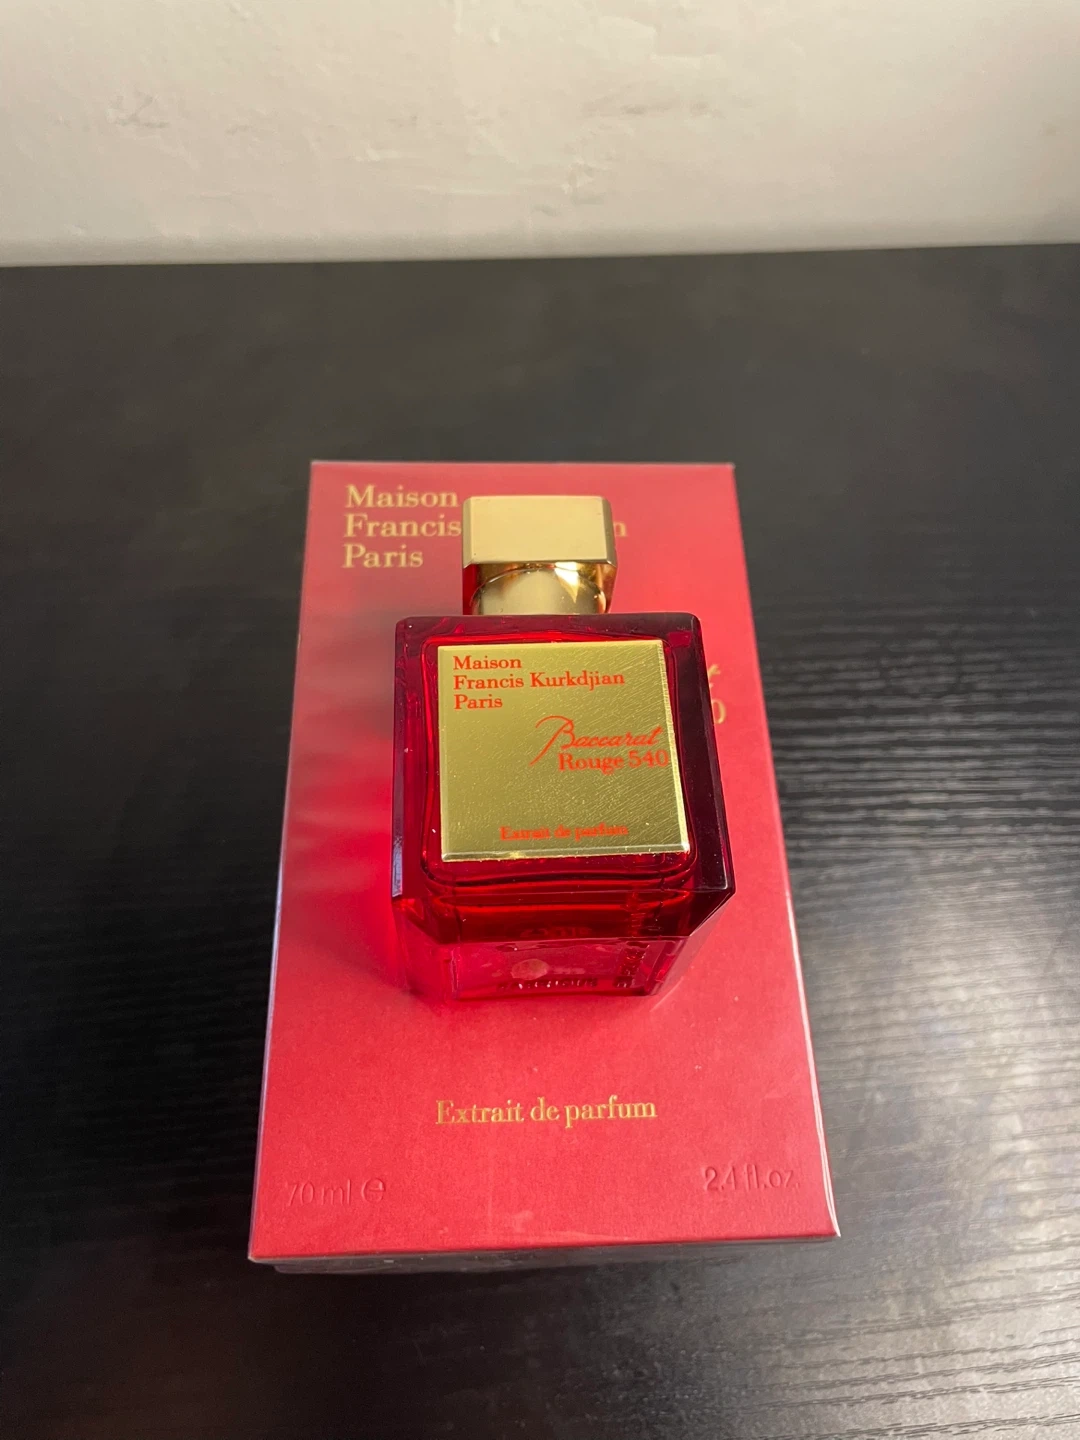 Maison
Francis
Paris
Maison
Francis Kurkdjian
Paris
Baccarat
Rouge 540
Extrait de parfum
Extrait de parfum
70 ml ℮
2.4 fl.oz.